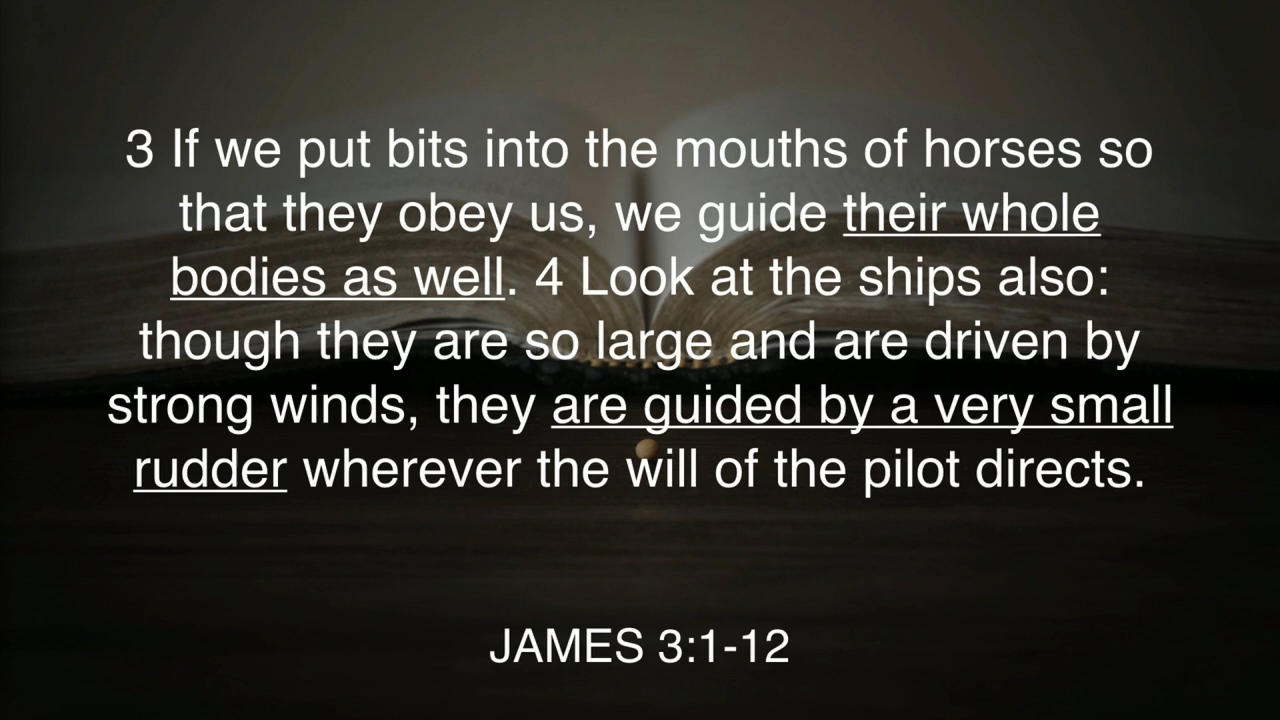 3 If we put bits into the mouths of horses so
that they obey us, we guide their whole
bodies as well. 4 Look at the ships also:
though they are so large and are driven by
strong winds, they are guided by a very small
rudder wherever the will of the pilot directs.
JAMES 3:1-12